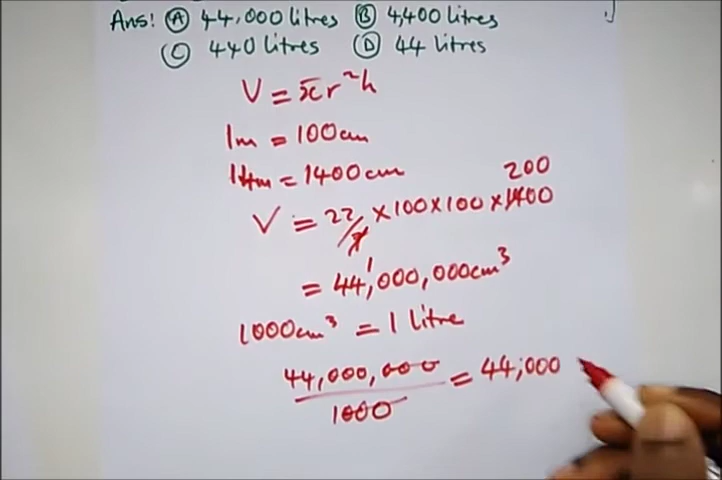 Ans: Ⓐ 44,000 litres Ⓑ 4,400 litres
Ⓒ 440 litres Ⓓ 44 litres
V = πr²h
1m = 100cm
14m = 1400cm
200
V = 22/7 × 100 × 100 × 1400
1
= 44,000,000cm³
1000cm³ = 1 litre
44,000,000 = 44,000
1000